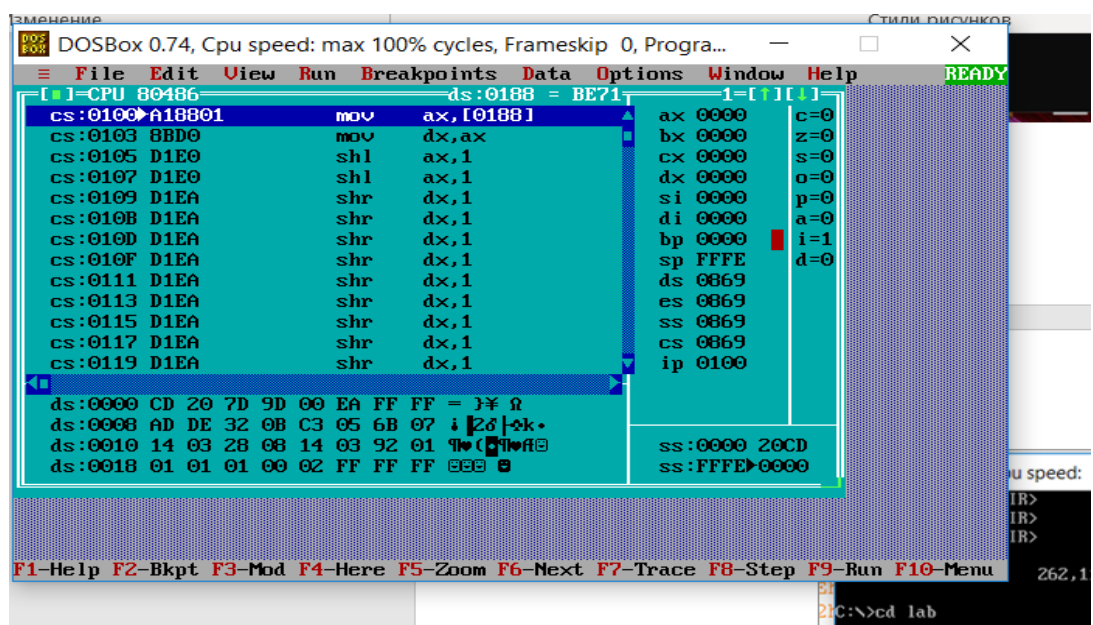 изменение
Стили рисунков
DOSBox 0.74, Cpu speed: max 100% cycles, Frameskip 0, Progra...
≡ File Edit View Run Breakpoints Data Options Window Help READY
[■]=CPU 80486 ds:0188 = BE71 1=[↑][↓]
cs:0100►A18801 mov ax,[0188] ax 0000 c=0
cs:0103 8BD0 mov dx,ax bx 0000 z=0
cs:0105 D1E0 shl ax,1 cx 0000 s=0
cs:0107 D1E0 shl ax,1 dx 0000 o=0
cs:0109 D1EA shr dx,1 si 0000 p=0
cs:010B D1EA shr dx,1 di 0000 a=0
cs:010D D1EA shr dx,1 bp 0000 i=1
cs:010F D1EA shr dx,1 sp FFFE d=0
cs:0111 D1EA shr dx,1 ds 0869
cs:0113 D1EA shr dx,1 es 0869
cs:0115 D1EA shr dx,1 ss 0869
cs:0117 D1EA shr dx,1 cs 0869
cs:0119 D1EA shr dx,1 ip 0100
ds:0000 CD 20 7D 9D 00 EA FF FF = }¥ Ω
ds:0008 AD DE 32 0B C3 05 6B 07
ds:0010 14 03 28 08 14 03 92 01 ss:0000 20CD
ds:0018 01 01 01 00 02 FF FF FF ☺☺☺ ☻ ss:FFFE►0000
F1-Help F2-Bkpt F3-Mod F4-Here F5-Zoom F6-Next F7-Trace F8-Step F9-Run F10-Menu
speed:
IR>
IR>
IR>
262,1
C:\>cd lab